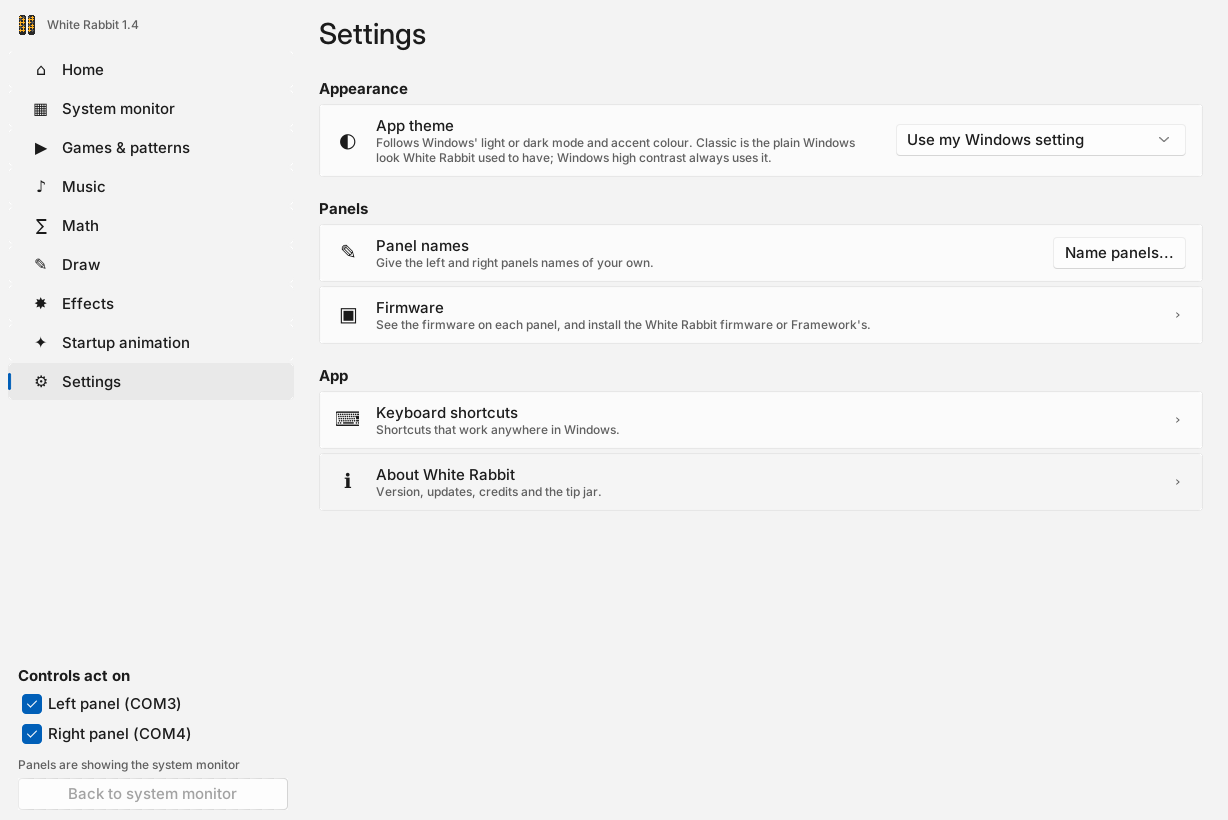 White Rabbit 1.4
Home
System monitor
Games & patterns
Music
Math
Draw
Effects
Startup animation
Settings
Controls act on
Left panel (COM3)
Right panel (COM4)
Panels are showing the system monitor
Back to system monitor
Settings
Appearance
App theme
Follows Windows' light or dark mode and accent colour. Classic is the plain Windows
look White Rabbit used to have; Windows high contrast always uses it.
Use my Windows setting
Panels
Panel names
Give the left and right panels names of your own.
Name panels...
Firmware
See the firmware on each panel, and install the White Rabbit firmware or Framework's.
App
Keyboard shortcuts
Shortcuts that work anywhere in Windows.
About White Rabbit
Version, updates, credits and the tip jar.